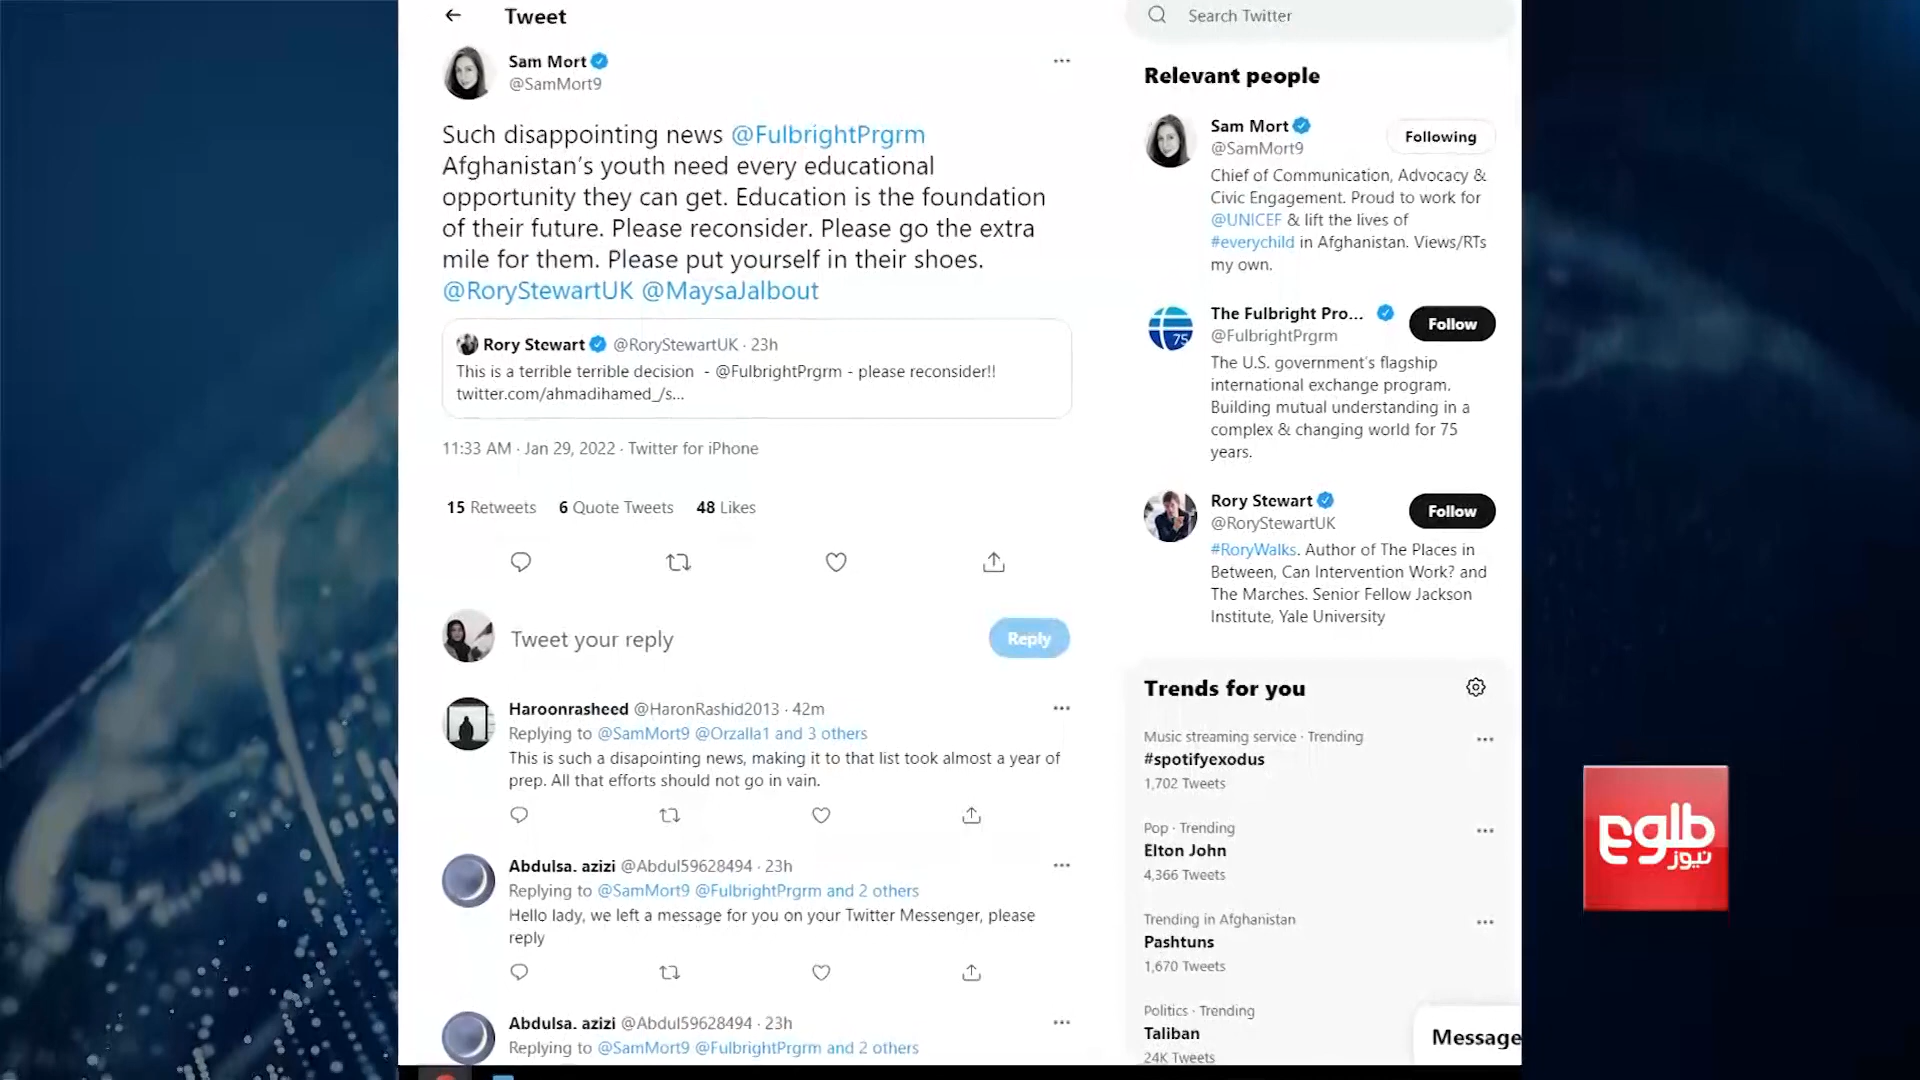 Tweet
Sam Mort
@SamMort9
Such disappointing news @FulbrightPrgrm
Afghanistan's youth need every educational
opportunity they can get. Education is the foundation
of their future. Please reconsider. Please go the extra
mile for them. Please put yourself in their shoes.
@RoryStewartUK @MaysaJalbout
Rory Stewart @RoryStewartUK · 23h
This is a terrible terrible decision - @FulbrightPrgrm - please reconsider!!
twitter.com/ahmadihamed_/s...
11:33 AM · Jan 29, 2022 · Twitter for iPhone
15 Retweets 6 Quote Tweets 48 Likes
Tweet your reply
Reply
Haroonrasheed @HaronRashid2013 · 42m
Replying to @SamMort9 @Orzalla1 and 3 others
This is such a disapointing news, making it to that list took almost a year of
prep. All that efforts should not go in vain.
Abdulsa. azizi @Abdul59628494 · 23h
Replying to @SamMort9 @FulbrightPrgrm and 2 others
Hello lady, we left a message for you on your Twitter Messenger, please
reply
Abdulsa. azizi @Abdul59628494 · 23h
Replying to @SamMort9 @FulbrightPrgrm and 2 others
Search Twitter
Relevant people
Sam Mort
@SamMort9
Following
Chief of Communication, Advocacy &
Civic Engagement. Proud to work for
@UNICEF & lift the lives of
#everychild in Afghanistan. Views/RTs
my own.
The Fulbright Pro...
@FulbrightPrgrm
Follow
75
The U.S. government's flagship
international exchange program.
Building mutual understanding in a
complex & changing world for 75
years.
Rory Stewart
@RoryStewartUK
Follow
#RoryWalks. Author of The Places in
Between, Can Intervention Work? and
The Marches. Senior Fellow Jackson
Institute, Yale University
Trends for you
Music streaming service · Trending
#spotifyexodus
1,702 Tweets
Pop · Trending
Elton John
4,366 Tweets
Trending in Afghanistan
Pashtuns
1,670 Tweets
Politics · Trending
Taliban
24K Tweets
Message
طلوع
نیوز